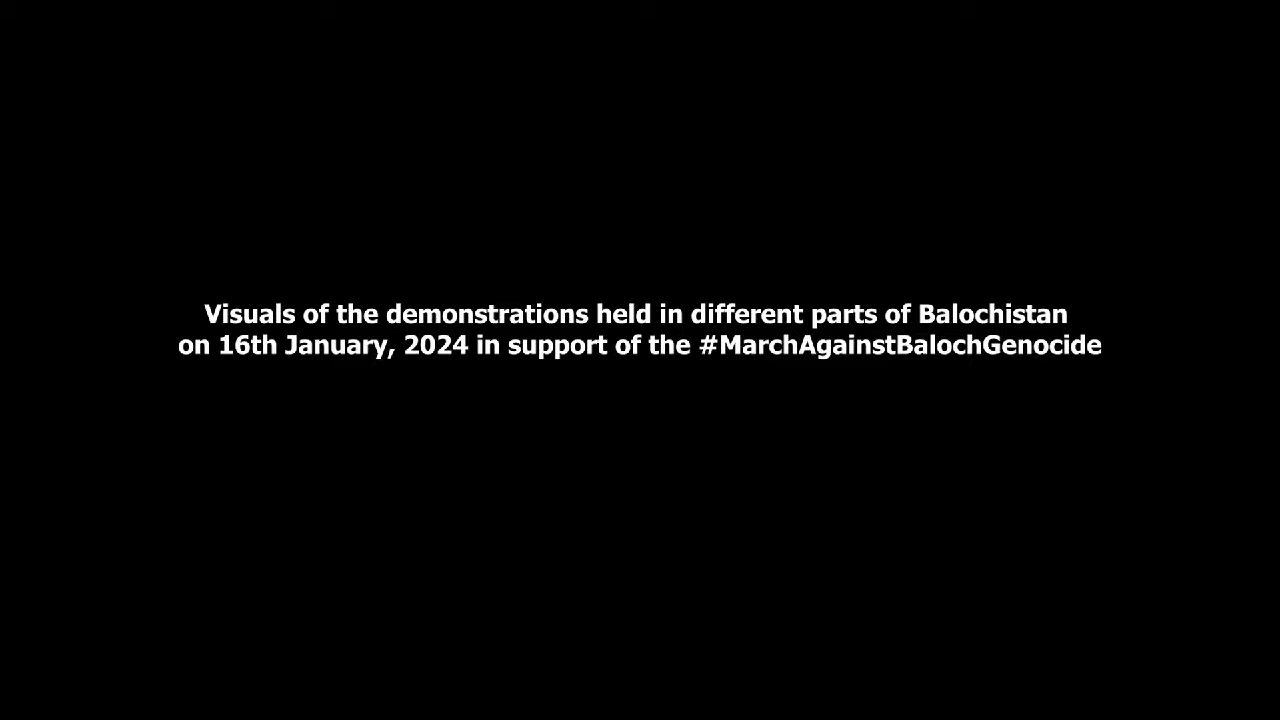 Visuals of the demonstrations held in different parts of Balochistan
on 16th January, 2024 in support of the #MarchAgainstBalochGenocide